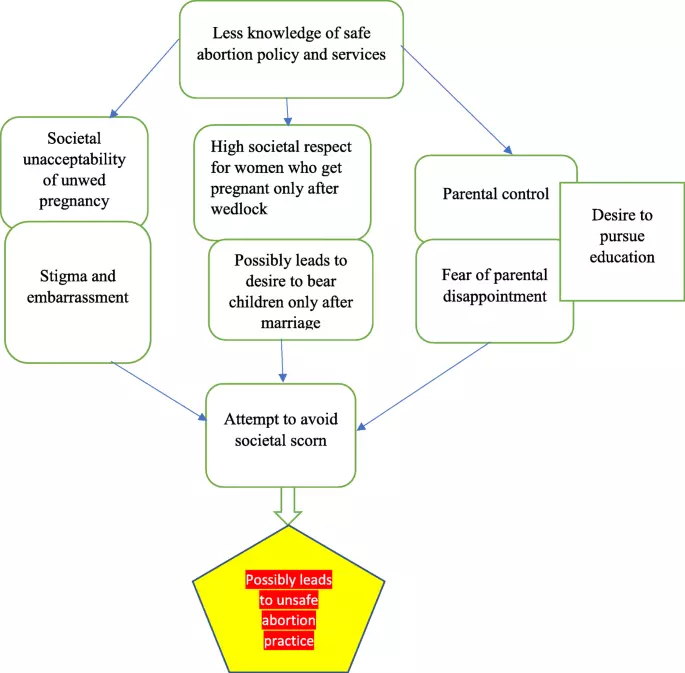 Less knowledge of safe
abortion policy and services
Societal
unacceptability
of unwed
pregnancy
Stigma and
embarrassment
High societal respect
for women who get
pregnant only after
wedlock
Possibly leads to
desire to bear
children only after
marriage
Parental control
Fear of parental
disappointment
Desire to
pursue
education
Attempt to avoid
societal scorn
Possibly leads
to unsafe
abortion
practice